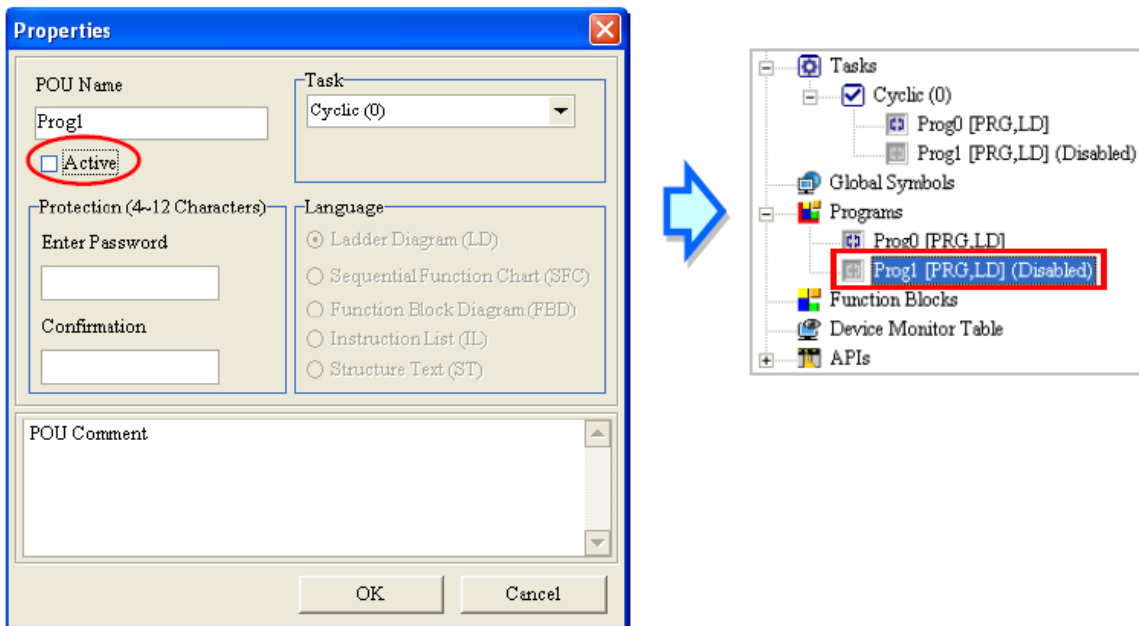 Properties
POU Name
Prog1
Active
Task
Cyclic (0)
Protection (4~12 Characters)
Enter Password
Confirmation
Language
Ladder Diagram (LD)
Sequential Function Chart (SFC)
Function Block Diagram (FBD)
Instruction List (IL)
Structure Text (ST)
POU Comment
OK
Cancel
Tasks
Cyclic (0)
Prog0 [PRG,LD]
Prog1 [PRG,LD] (Disabled)
Global Symbols
Programs
Prog0 [PRG,LD]
Prog1 [PRG,LD] (Disabled)
Function Blocks
Device Monitor Table
APIs